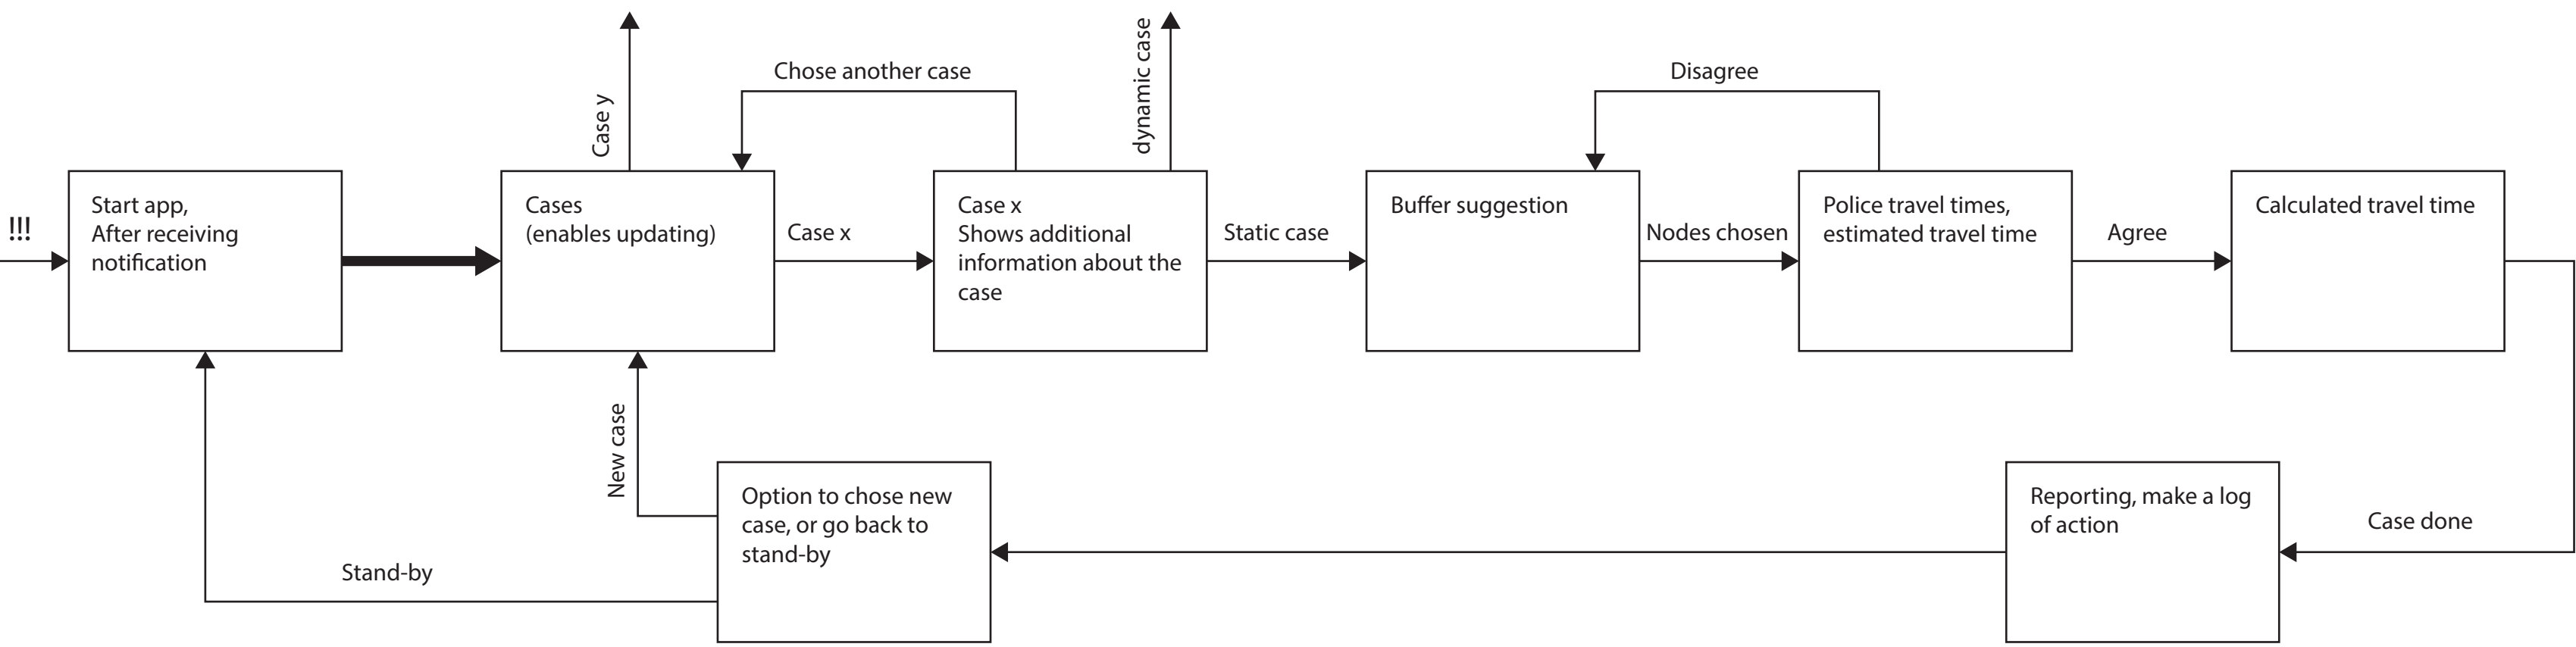 Case y
Chose another case
dynamic case
Disagree
!!!
Start app,
After receiving
notification
Cases
(enables updating)
Case x
Case x
Shows additional
information about the
case
Static case
Buffer suggestion
Nodes chosen
Police travel times,
estimated travel time
Agree
Calculated travel time
New case
Stand-by
Option to chose new
case, or go back to
stand-by
Reporting, make a log
of action
Case done